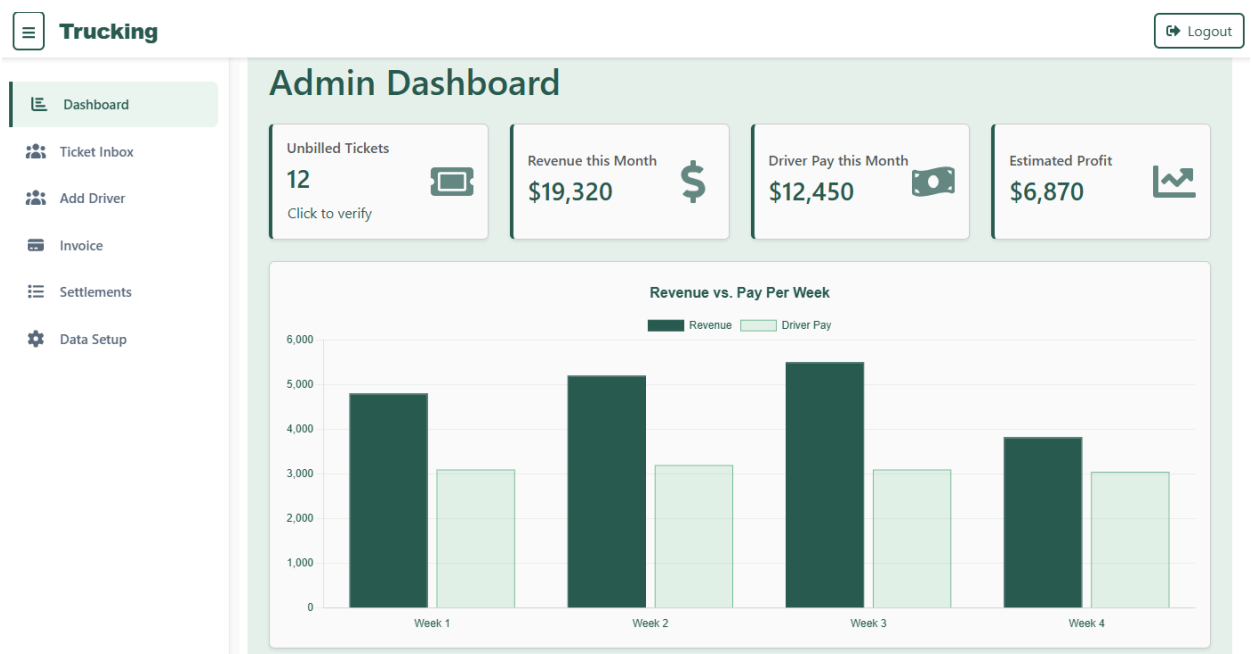 Trucking
Logout
Dashboard
Ticket Inbox
Add Driver
Invoice
Settlements
Data Setup
Admin Dashboard
Unbilled Tickets
12
Click to verify
Revenue this Month
$19,320
Driver Pay this Month
$12,450
Estimated Profit
$6,870
Revenue vs. Pay Per Week
Revenue Driver Pay
6,000
5,000
4,000
3,000
2,000
1,000
0
Week 1 Week 2 Week 3 Week 4